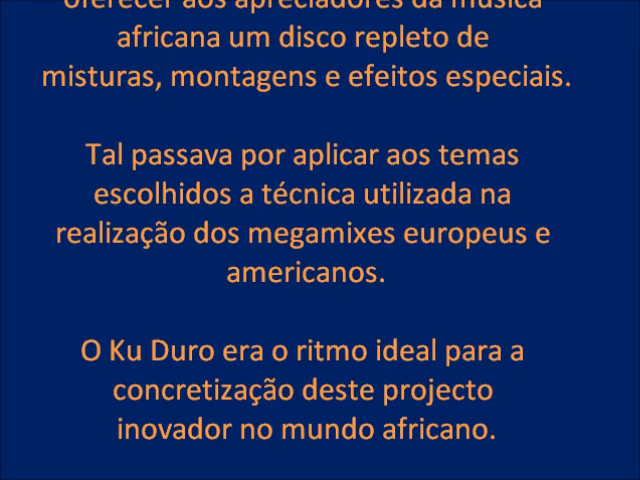 oferecer aos apreciadores da música
africana um disco repleto de
misturas, montagens e efeitos especiais.
Tal passava por aplicar aos temas
escolhidos a técnica utilizada na
realização dos megamixes europeus e
americanos.
O Ku Duro era o ritmo ideal para a
concretização deste projecto
inovador no mundo africano.